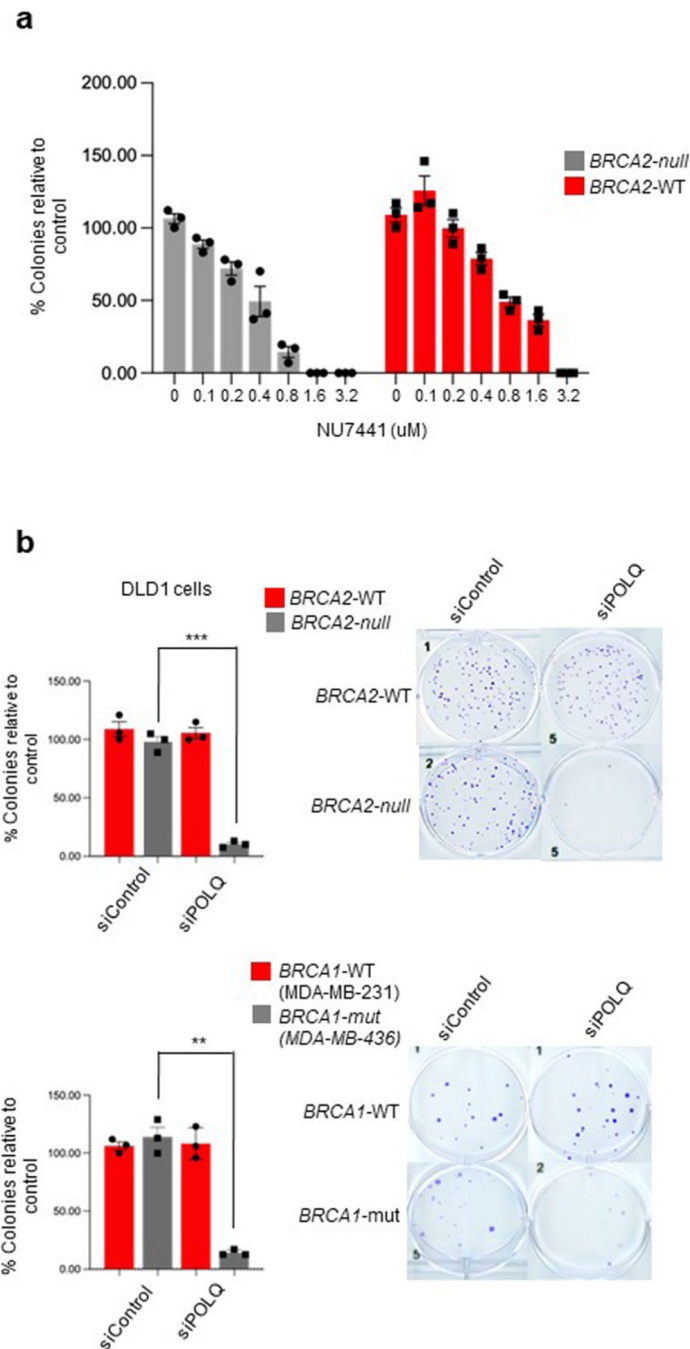 a
200.00
150.00
100.00
50.00
0.00
% Colonies relative to
control
BRCA2-null
BRCA2-WT
0 0.1 0.2 0.4 0.8 1.6 3.2 0 0.1 0.2 0.4 0.8 1.6 3.2
NU7441 (uM)
b
DLD1 cells
BRCA2-WT
BRCA2-null
***
150.00
100.00
50.00
0.00
% Colonies relative to
control
siControl siPOLQ
siControl siPOLQ
BRCA2-WT
BRCA2-null
1
5
2
5
BRCA1-WT
(MDA-MB-231)
BRCA1-mut
(MDA-MB-436)
**
150.00
100.00
50.00
0.00
% Colonies relative to
control
siControl siPOLQ
siControl siPOLQ
BRCA1-WT
BRCA1-mut
1
2
5